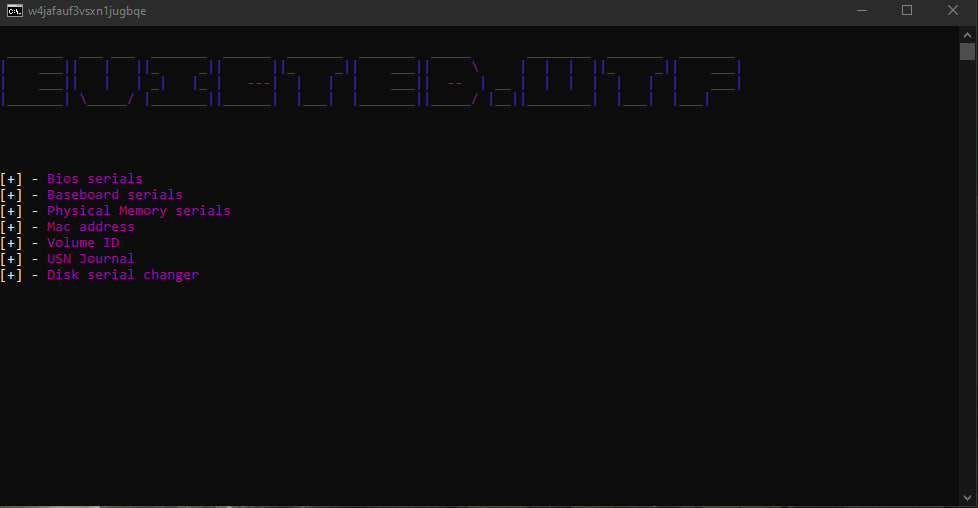 w4jafauf3vsxn1jugbqe
EVICTED.WTF
[+] - Bios serials
[+] - Baseboard serials
[+] - Physical Memory serials
[+] - Mac address
[+] - Volume ID
[+] - USN Journal
[+] - Disk serial changer